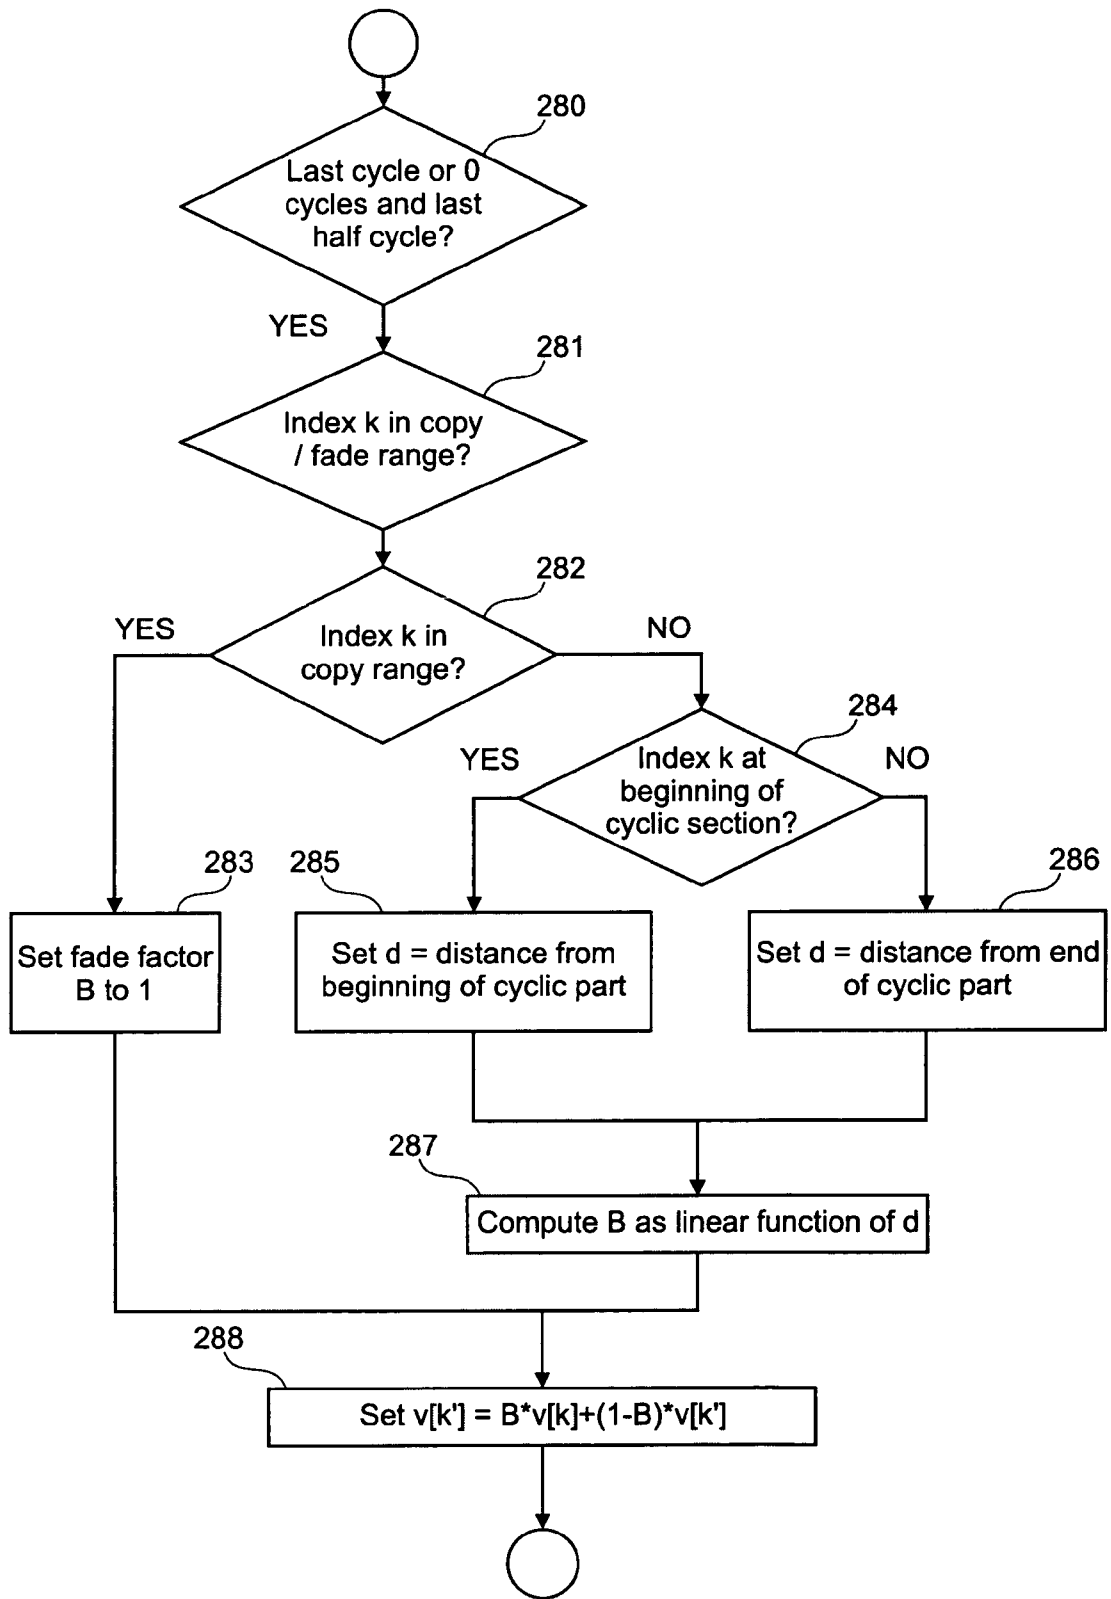 280
Last cycle or 0
cycles and last
half cycle?
YES
281
Index k in copy
/ fade range?
282
YES
Index k in
copy range?
NO
284
YES
Index k at
beginning of
cyclic section?
NO
283
285
286
Set fade factor
B to 1
Set d = distance from
beginning of cyclic part
Set d = distance from end
of cyclic part
287
Compute B as linear function of d
288
Set v[k'] = B*v[k]+(1-B)*v[k']